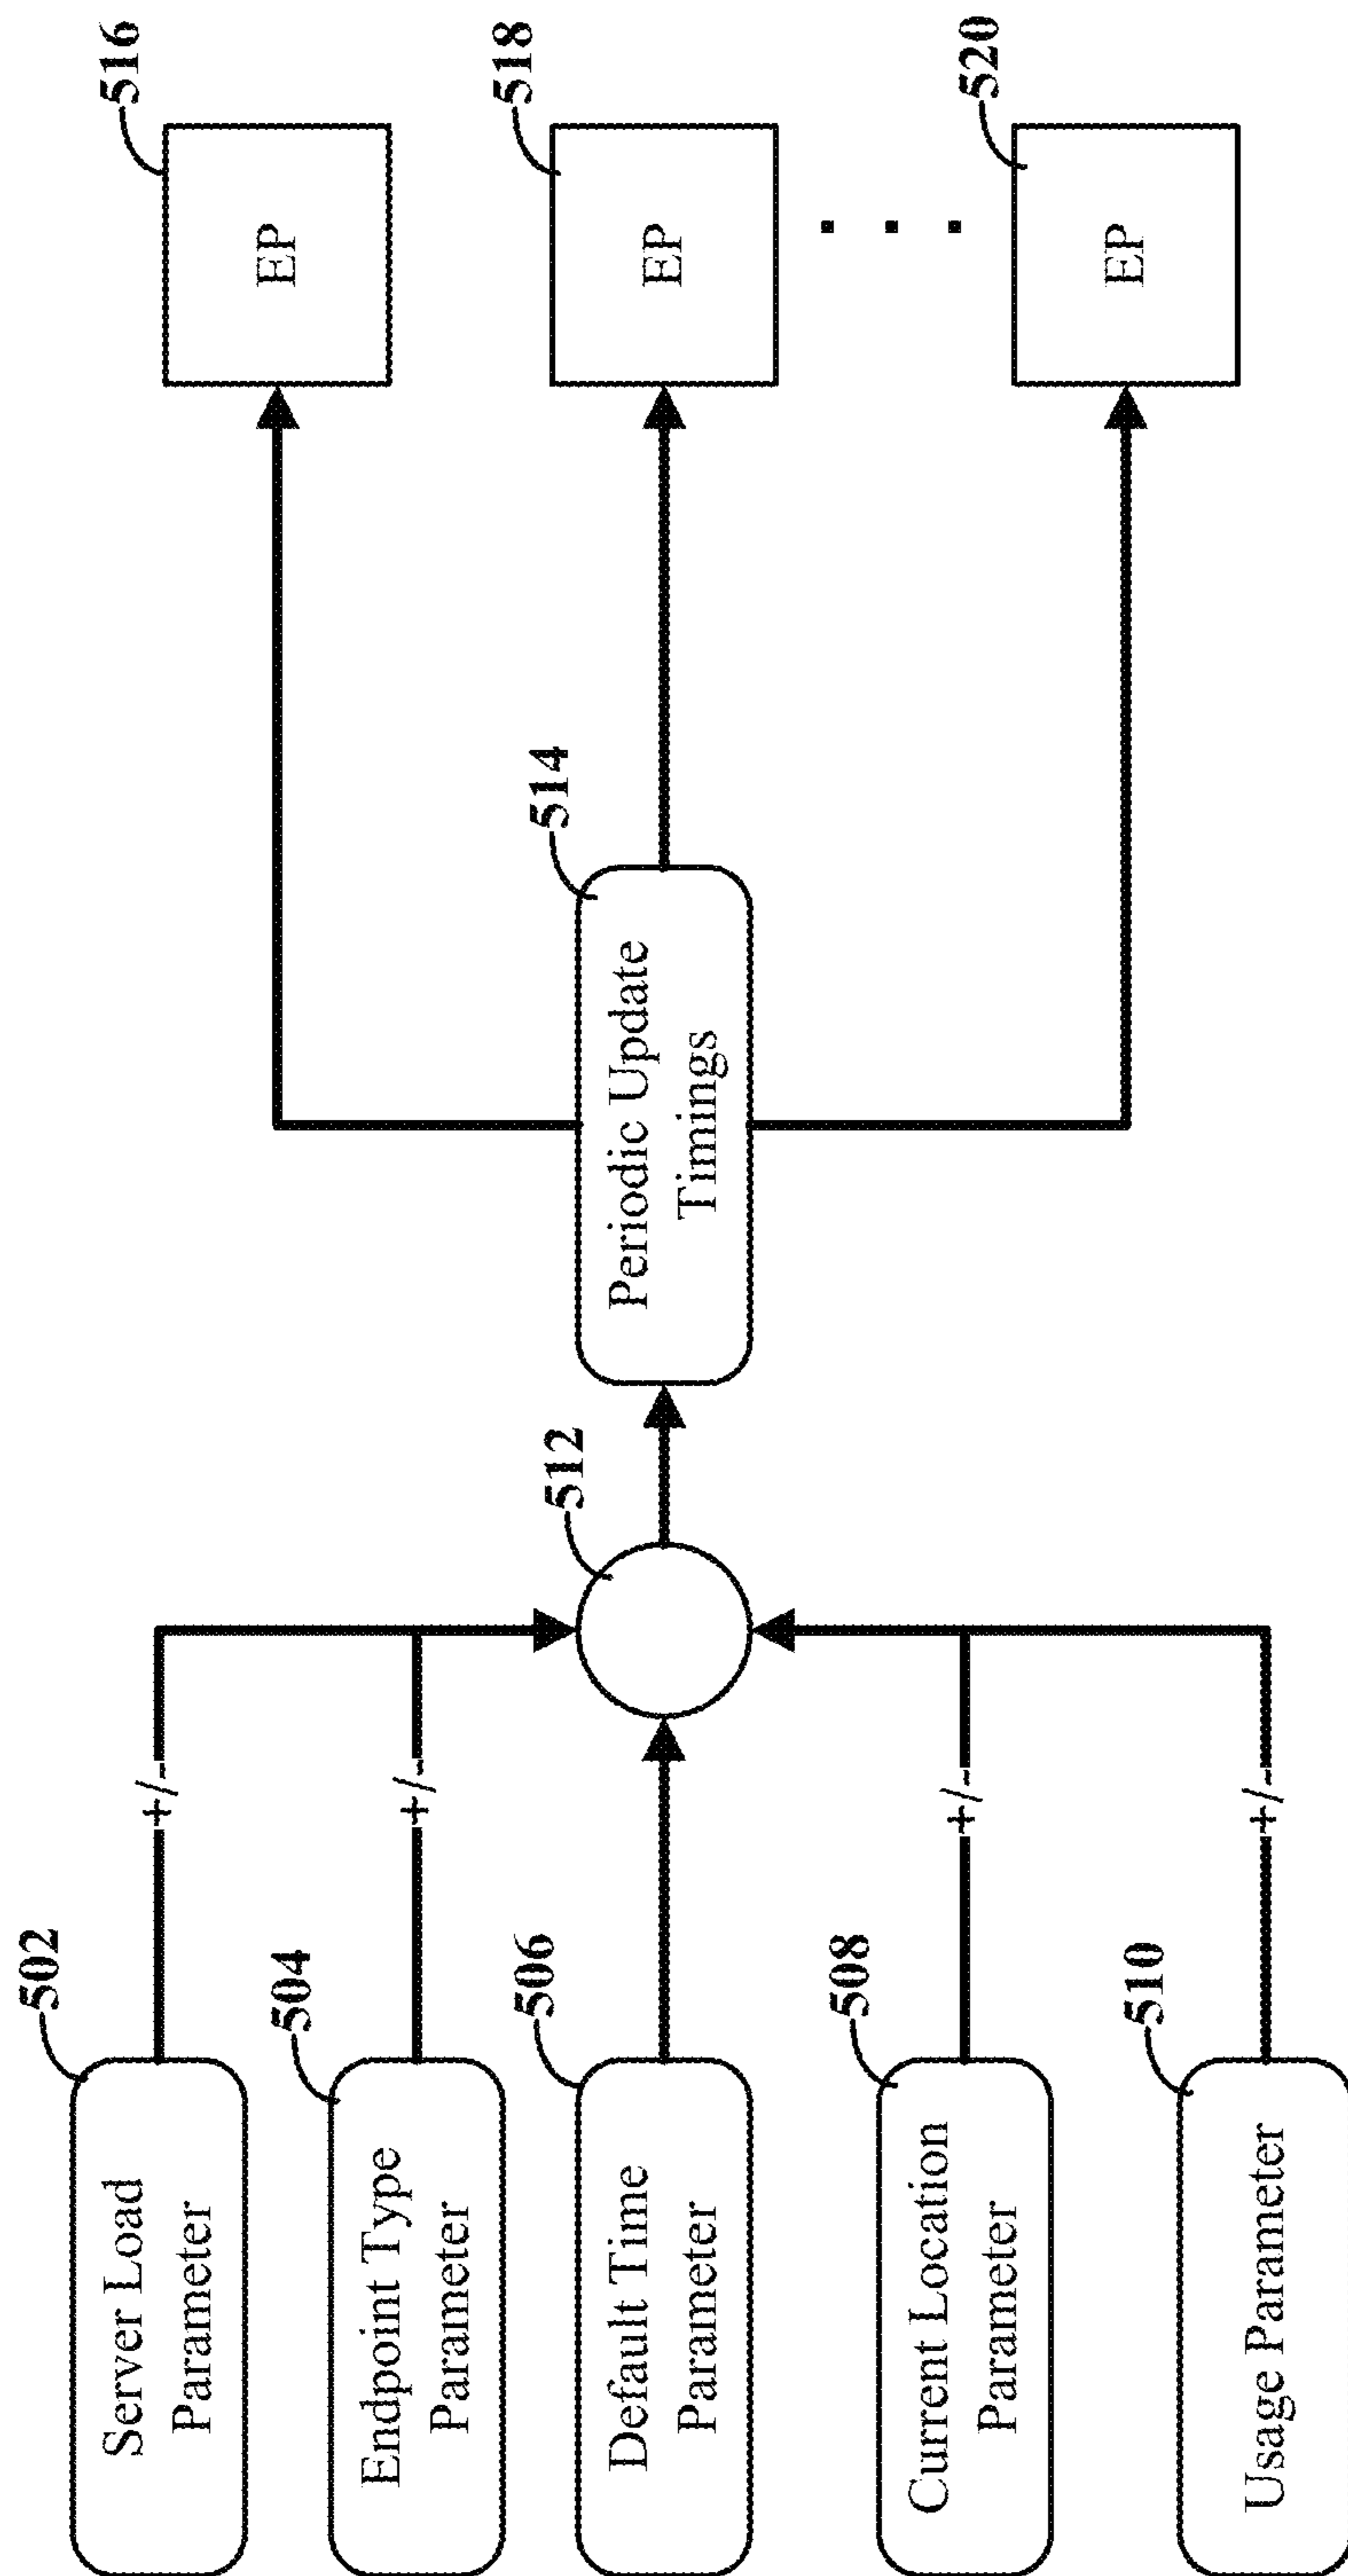 502
Server Load
Parameter
+/-
504
Endpoint Type
Parameter
+/-
506
Default Time
Parameter
508
Current Location
Parameter
+/-
510
Usage Parameter
+/-
512
514
Periodic Update
Timings
516
EP
518
EP
520
EP